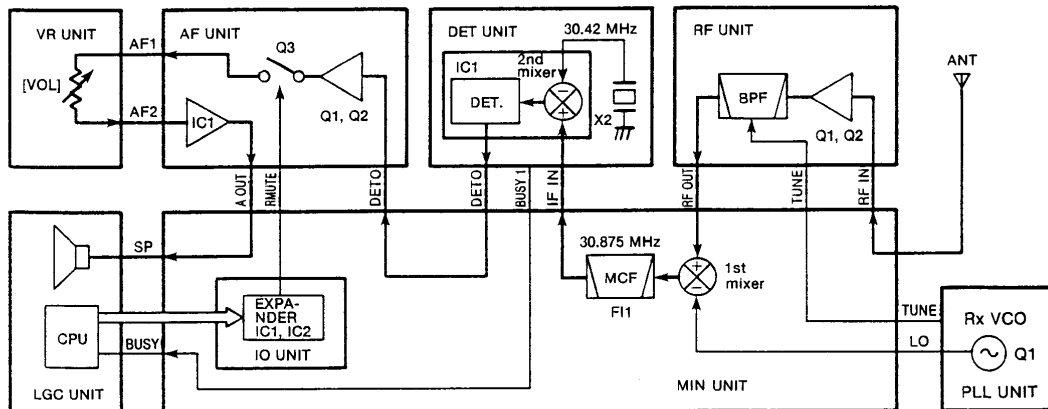 VR UNIT
AF1
[VOL]
AF2
AF UNIT
Q3
Q1, Q2
IC1
DET UNIT
30.42 MHz
2nd
mixer
IC1
DET.
−
+
X2
RF UNIT
BPF
Q1, Q2
ANT
A OUT
RMUTE
DETO
DETO
BUSY 1
IF IN
RF OUT
TUNE
RF IN
SP
30.875 MHz
MCF
FI1
+
−
1st
mixer
EXPA-
NDER
IC1, IC2
IO UNIT
CPU
BUSY
LGC UNIT
MIN UNIT
TUNE
LO
Rx VCO
Q1
PLL UNIT